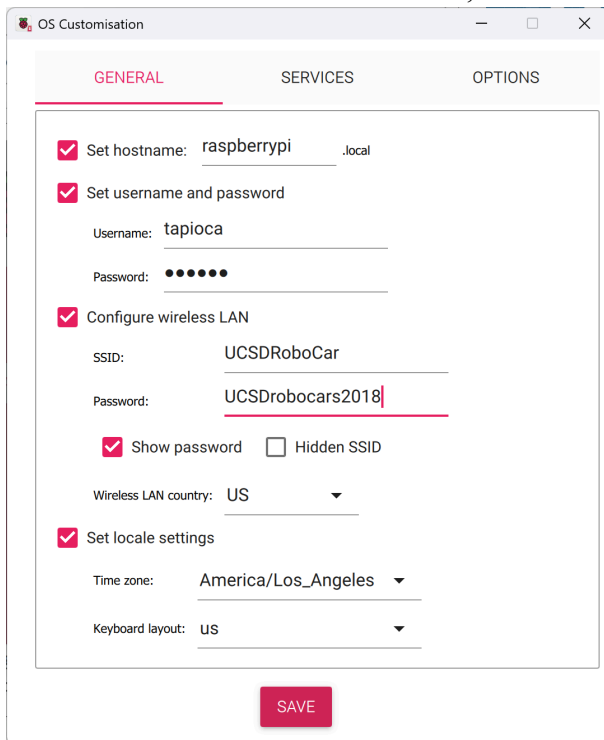 OS Customisation
GENERAL SERVICES OPTIONS
Set hostname: raspberrypi .local
Set username and password
Username: tapioca
Password: ●●●●●●
Configure wireless LAN
SSID: UCSDRoboCar
Password: UCSDrobocars2018
Show password Hidden SSID
Wireless LAN country: US
Set locale settings
Time zone: America/Los_Angeles
Keyboard layout: us
SAVE